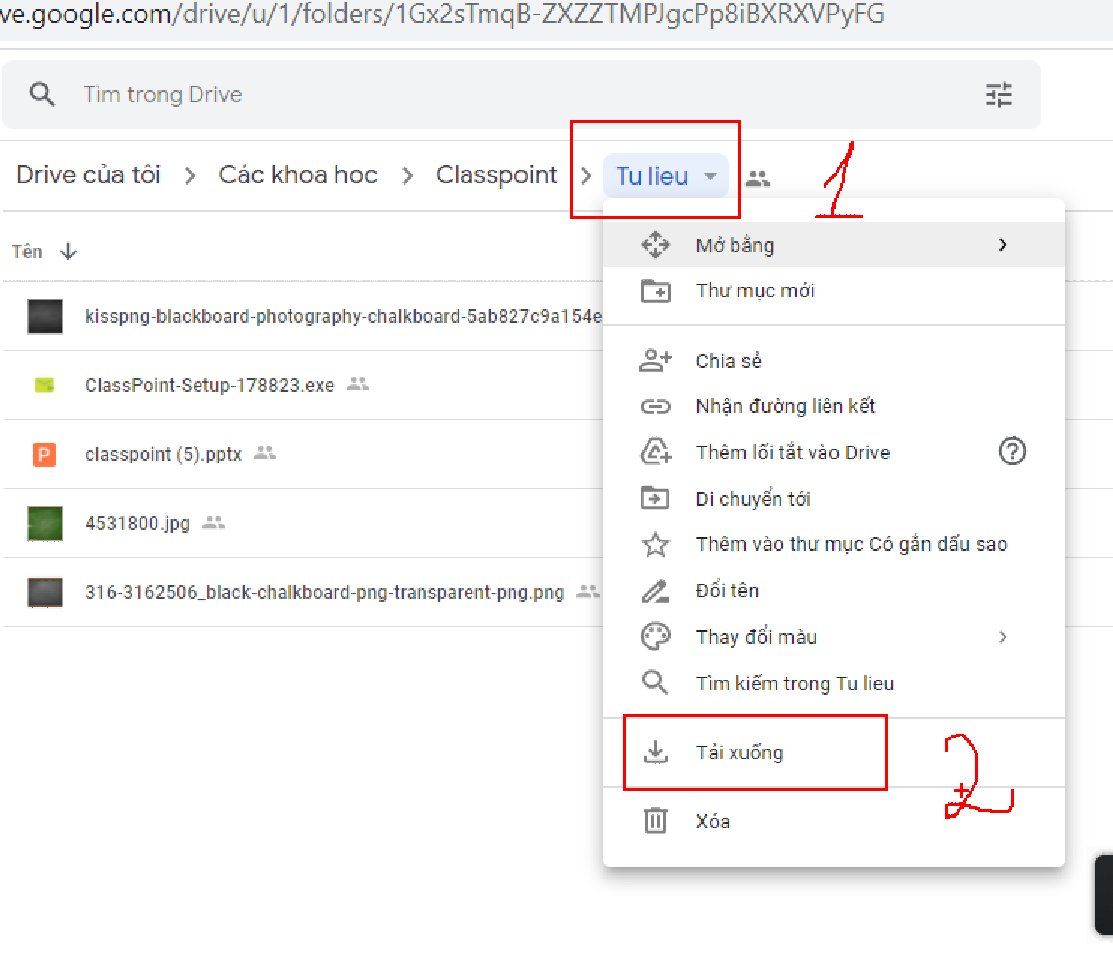 ve.google.com/drive/u/1/folders/1Gx2sTmqB-ZXZZTMPJgcPp8iBXRXVPyFG
Tìm trong Drive
Drive của tôi > Các khoa học > Classpoint > Tu lieu
1
Tên
Mở bằng
Thư mục mới
kisspng-blackboard-photography-chalkboard-5ab827c9a154e
Chia sẻ
ClassPoint-Setup-178823.exe
Nhận đường liên kết
Thêm lối tắt vào Drive
classpoint (5).pptx
Di chuyển tới
4531800.jpg
Thêm vào thư mục Có gắn dấu sao
316-3162506_black-chalkboard-png-transparent-png.png
Đổi tên
Thay đổi màu
Tìm kiếm trong Tu lieu
Tải xuống
2
Xóa